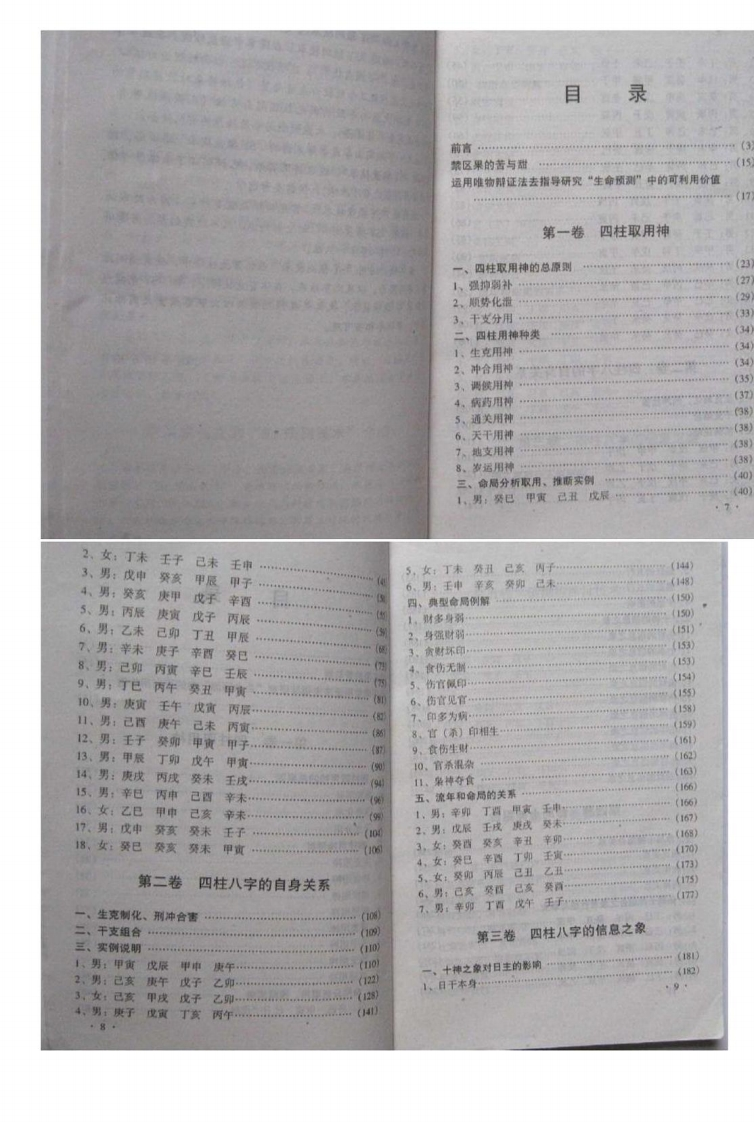 目 录
前言 (3)
禁区果的苦与甜 (15)
运用唯物辩证法去指导研究“生命预测”中的可利用价值
(17)
第一卷 四柱取用神
一、四柱取用神的总原则 (23)
1、强抑弱补 (27)
2、顺势化泄 (29)
3、干支分用 (33)
二、四柱用神种类 (34)
1、生克用神 (34)
2、冲合用神 (34)
3、调候用神 (35)
4、病药用神 (37)
5、通关用神 (38)
6、天干用神 (38)
7、地支用神 (38)
8、岁运用神 (38)
三、命局分析取用、推断实例 (40)
1、男：癸巳 甲寅 己丑 戊辰 (40)
· 7 ·
2、女：丁未 壬子 己未 壬申
3、男：戊申 癸亥 甲辰 甲子
4、男：癸亥 庚甲 戊子 辛酉
5、男：丙辰 庚寅 戊子 丙辰
6、男：乙未 己卯 丁丑 甲辰
7、男：辛未 庚子 辛酉 癸巳
8、男：己卯 丙寅 辛巳 壬辰
9、男：丁巳 丙午 癸丑 甲寅 (81)
10、男：庚寅 壬午 戊寅 丙辰 (82)
11、男：己酉 庚午 己未 丙寅 (86)
12、男：壬子 癸卯 甲寅 甲子 (87)
13、男：甲辰 丁卯 戊午 甲寅 (90)
14、男：庚戌 丙戌 癸未 壬戌 (94)
15、男：辛巳 丙申 己酉 辛未 (96)
16、女：乙巳 甲申 己亥 辛未 (99)
17、男：戊申 癸亥 癸未 壬子 (104)
18、女：癸巳 癸亥 癸未 甲寅 (106)
第二卷 四柱八字的自身关系
一、生克制化、刑冲合害 (108)
二、干支组合 (109)
三、实例说明 (110)
1、男：甲寅 戊辰 甲申 庚午 (110)
2、男：己亥 庚午 戊子 乙卯 (122)
3、女：己亥 甲戌 戊子 乙卯 (128)
4、男：庚子 戊寅 丁亥 丙午 (141)
· 8 ·
5、女：丁未 癸丑 己亥 丙子 (144)
6、男：壬申 辛亥 癸卯 己未 (148)
四、典型命局例解 (150)
1、财多身弱 (150)
2、身强财弱 (151)
3、贪财坏印 (153)
4、食伤无制 (153)
5、伤官佩印 (154)
6、伤官见官 (155)
7、印多为病 (158)
8、官（杀）印相生 (159)
9、食伤生财 (161)
10、官杀混杂 (162)
11、枭神夺食 (163)
五、流年和命局的关系 (166)
1、男：辛卯 丁酉 甲寅 壬申 (166)
2、男：戊辰 壬戌 庚戌 癸未 (167)
3、女：癸酉 癸亥 辛丑 辛卯 (168)
4、女：癸巳 辛酉 丁卯 壬寅 (170)
5、女：癸卯 丙辰 己丑 乙丑 (173)
6、男：己亥 癸酉 己亥 癸酉 (175)
7、男：辛卯 丁酉 戊午 壬子 (177)
第三卷 四柱八字的信息之象
一、十神之象对日主的影响 (181)
1、日干本身 (182)
· 9 ·